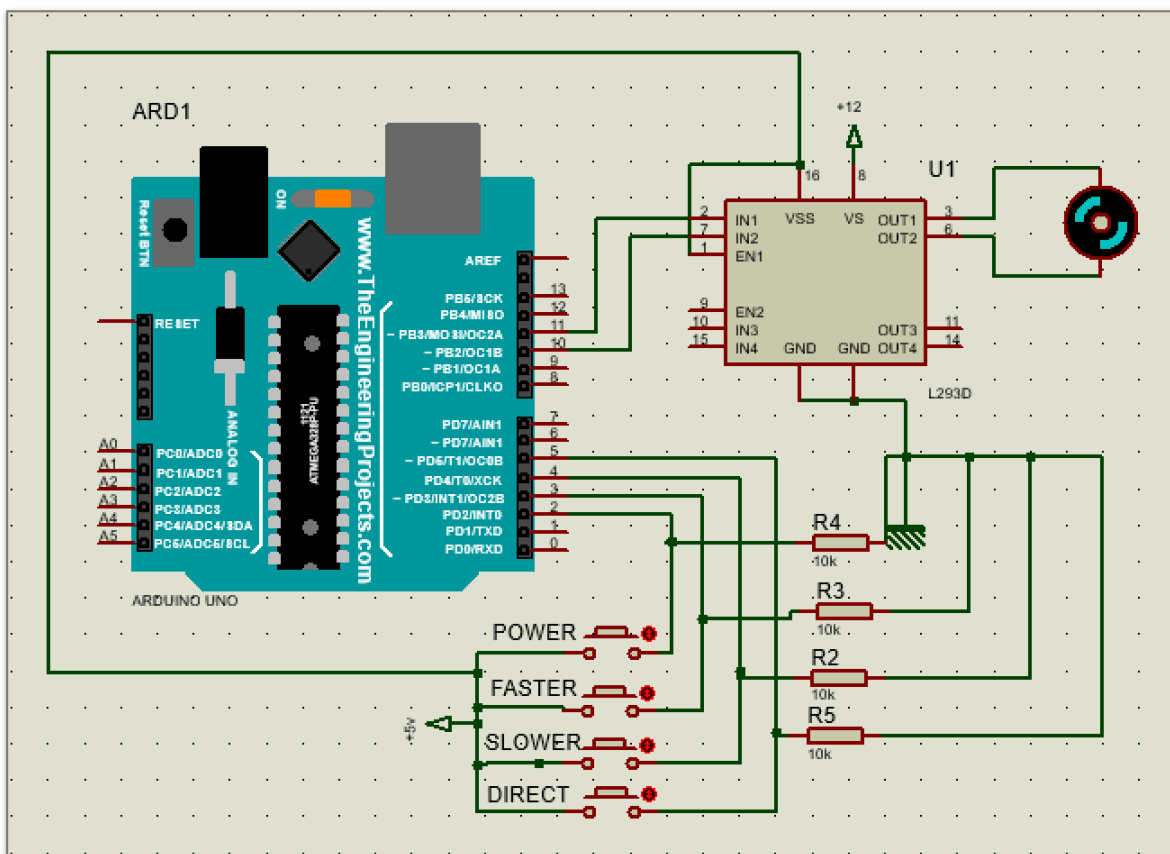 ARD1
Reset BTN
ON
www.TheEngineeringProjects.com
RESET
ANALOG IN
1121
ATMEGA328P-PU
A0 PC0/ADC0
A1 PC1/ADC1
A2 PC2/ADC2
A3 PC3/ADC3
A4 PC4/ADC4/SDA
A5 PC5/ADC5/SCL
AREF
PB5/SCK 13
PB4/MISO 12
~ PB3/MOSI/OC2A 11
~ PB2/OC1B 10
~ PB1/OC1A 9
PB0/ICP1/CLKO 8
PD7/AIN1 7
~ PD7/AIN1 6
~ PD5/T1/OC0B 5
PD4/T0/XCK 4
~ PD3/INT1/OC2B 3
PD2/INT0 2
PD1/TXD 1
PD0/RXD 0
ARDUINO UNO
+12
U1
16 8
2 IN1 VSS VS OUT1 3
7 IN2 OUT2 6
1 EN1
9 EN2
10 IN3 OUT3 11
15 IN4 GND GND OUT4 14
L293D
R4
10k
R3
10k
R2
10k
R5
10k
POWER
FASTER
+5v
SLOWER
DIRECT